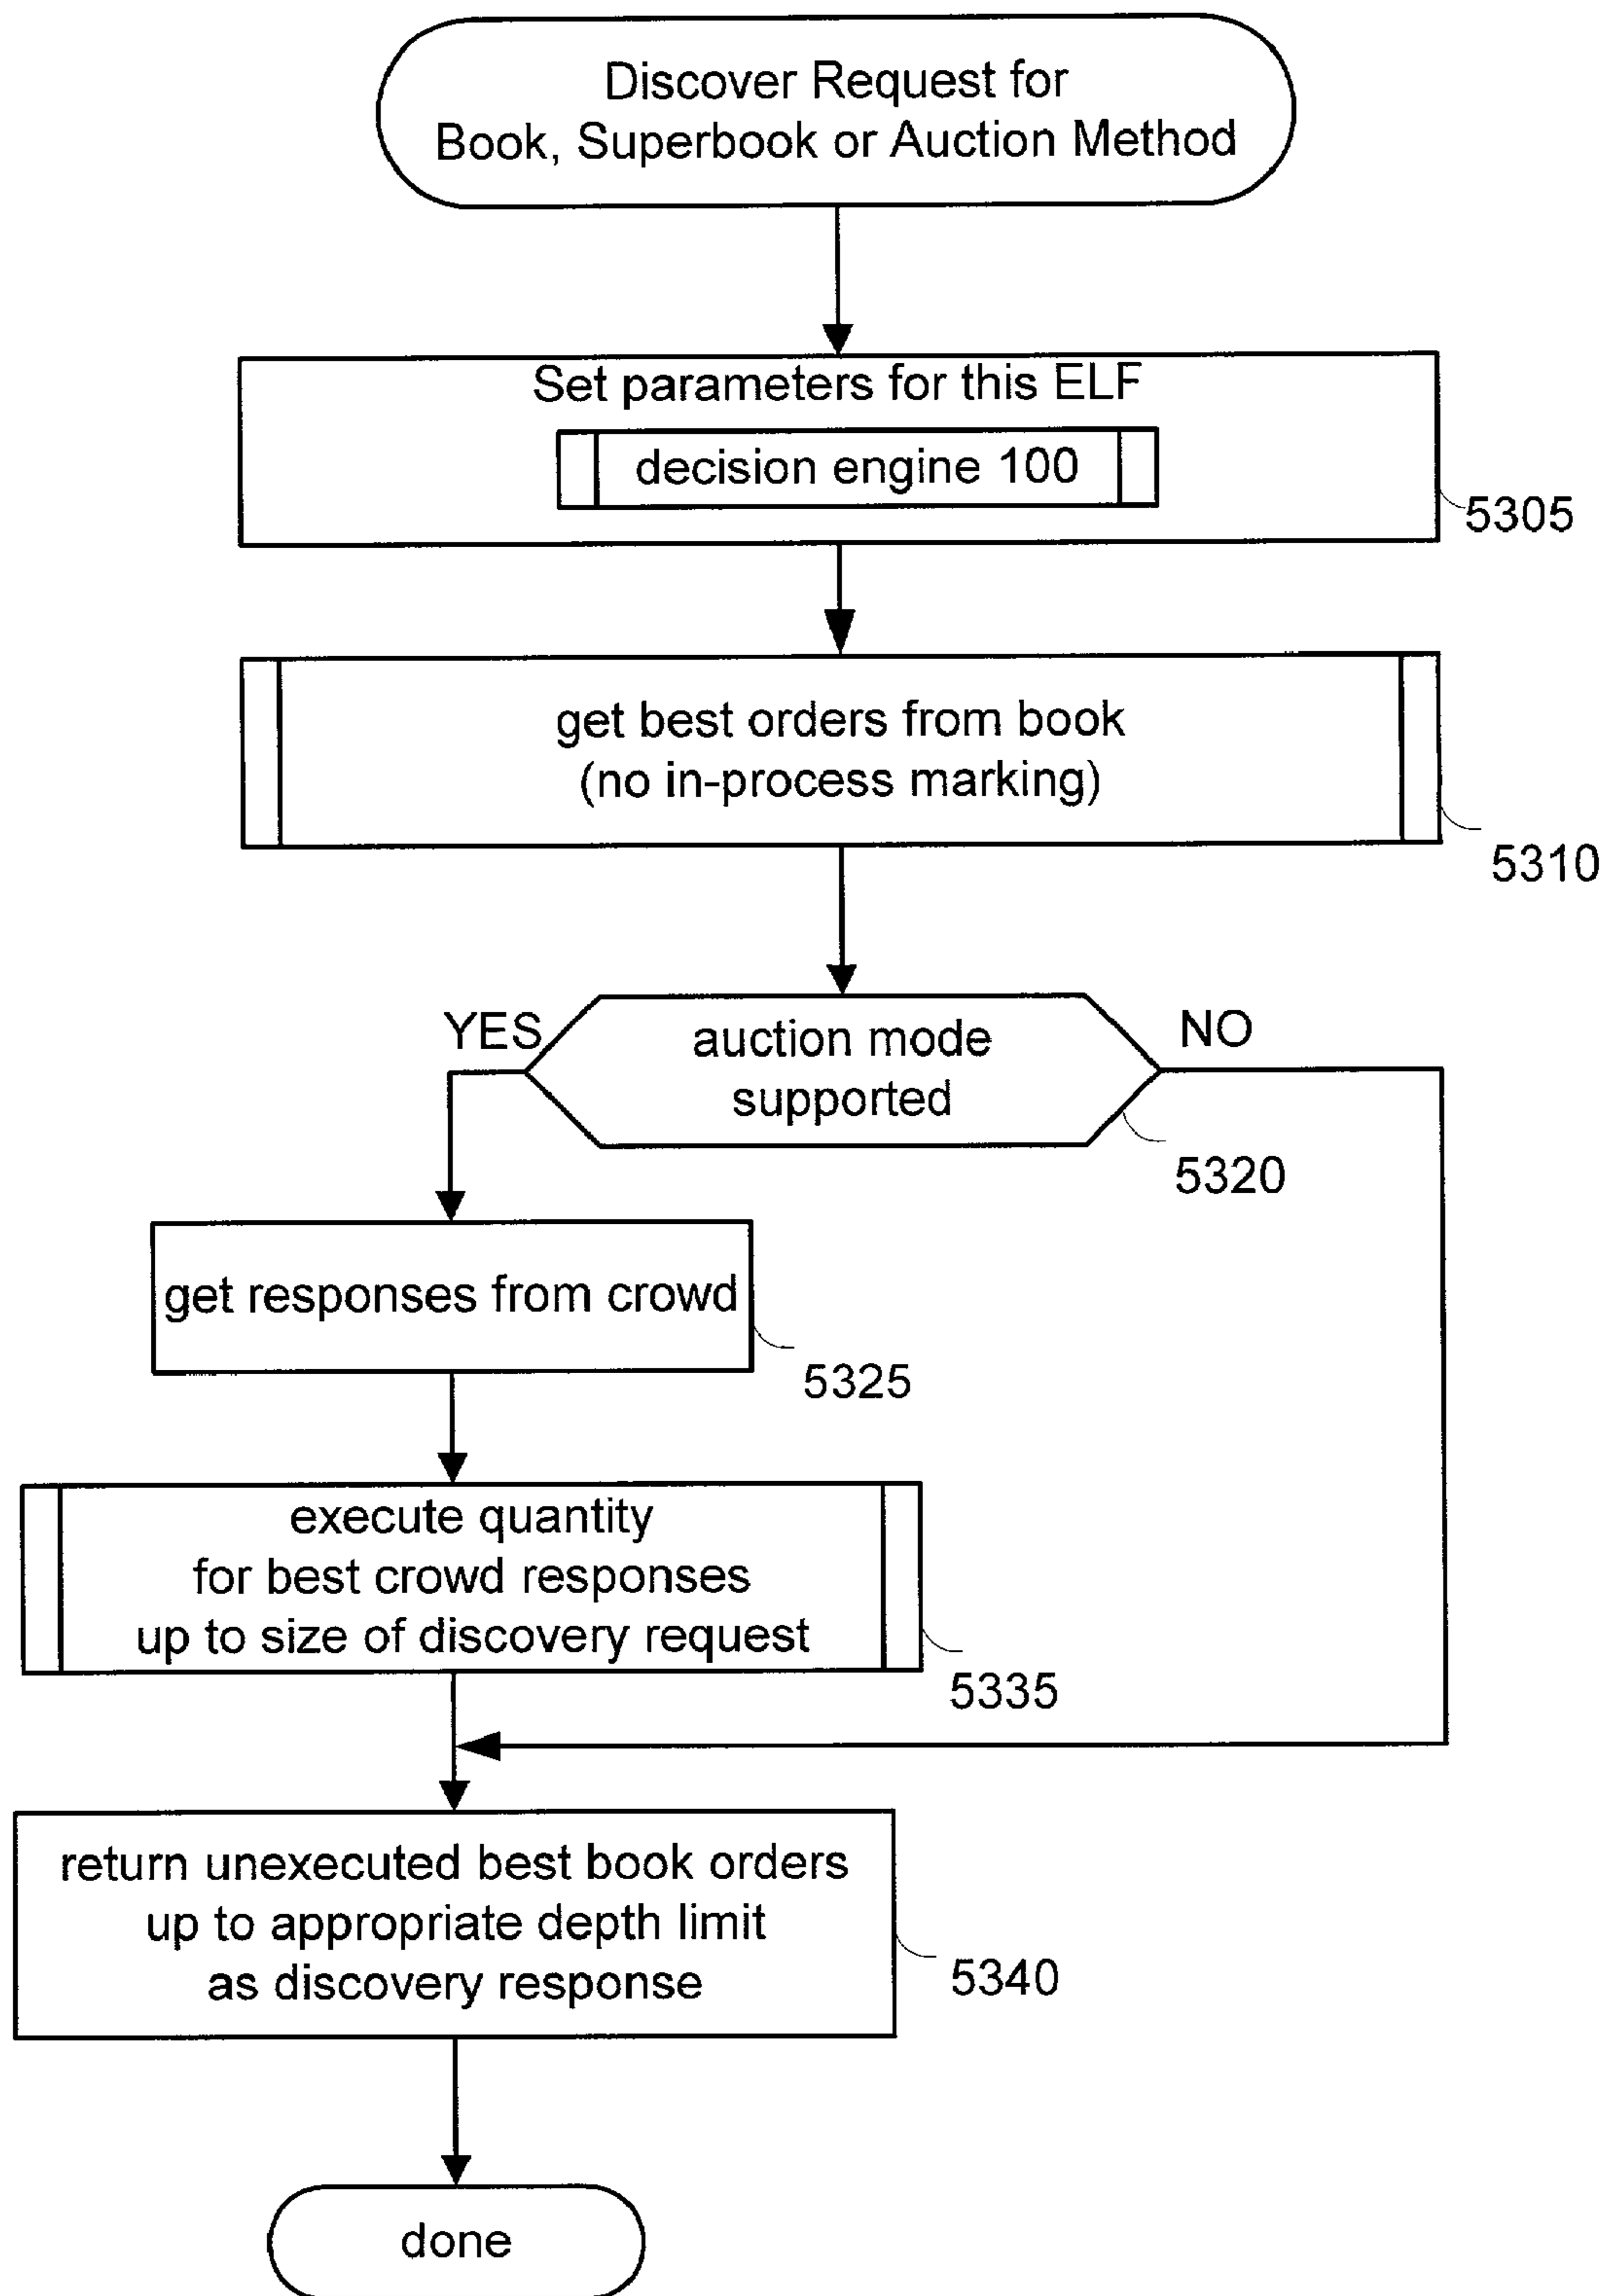 Discover Request for
Book, Superbook or Auction Method
Set parameters for this ELF
decision engine 100
5305
get best orders from book
(no in-process marking)
5310
YES
auction mode
supported
NO
5320
get responses from crowd
5325
execute quantity
for best crowd responses
up to size of discovery request
5335
return unexecuted best book orders
up to appropriate depth limit
as discovery response
5340
done